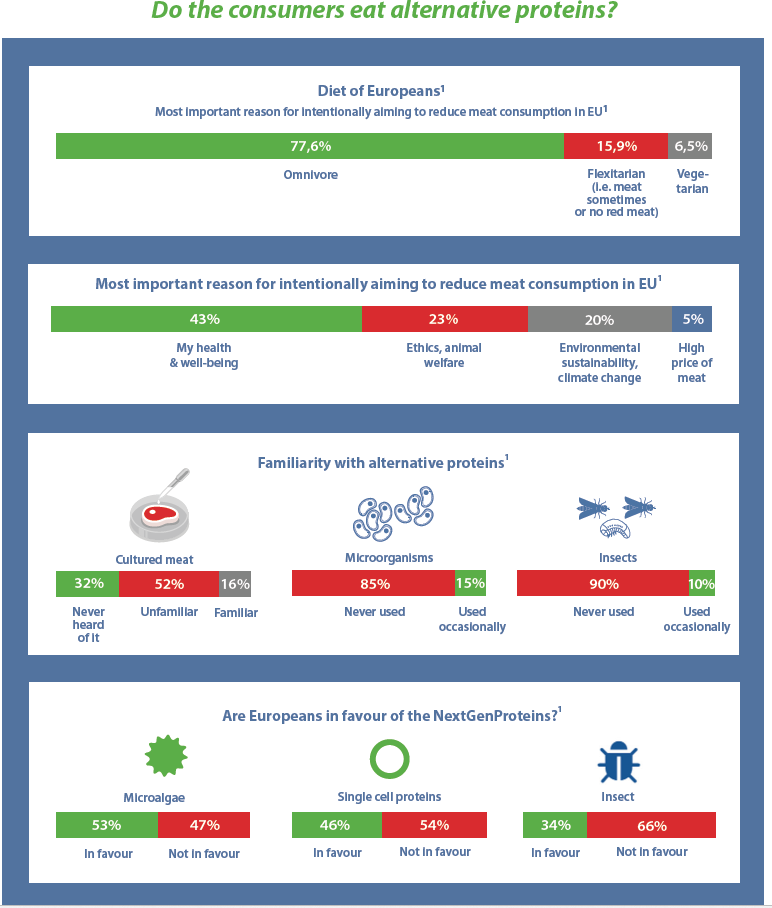 Do the consumers eat alternative proteins?
Diet of Europeans¹
Most important reason for intentionally aiming to reduce meat consumption in EU¹
77,6%
15,9%
6,5%
Omnivore
Flexitarian
(i.e. meat
sometimes
or no red meat)
Vege-
tarian
Most important reason for intentionally aiming to reduce meat consumption in EU¹
43%
23%
20%
5%
My health
& well-being
Ethics, animal
welfare
Environmental
sustainability,
climate change
High
price of
meat
Familiarity with alternative proteins¹
Cultured meat
32%
52%
16%
Never
heard
of it
Unfamiliar
Familiar
Microorganisms
85%
15%
Never used
Used
occasionally
Insects
90%
10%
Never used
Used
occasionally
Are Europeans in favour of the NextGenProteins?¹
Microalgae
53%
47%
In favour
Not in favour
Single cell proteins
46%
54%
In favour
Not in favour
Insect
34%
66%
In favour
Not in favour